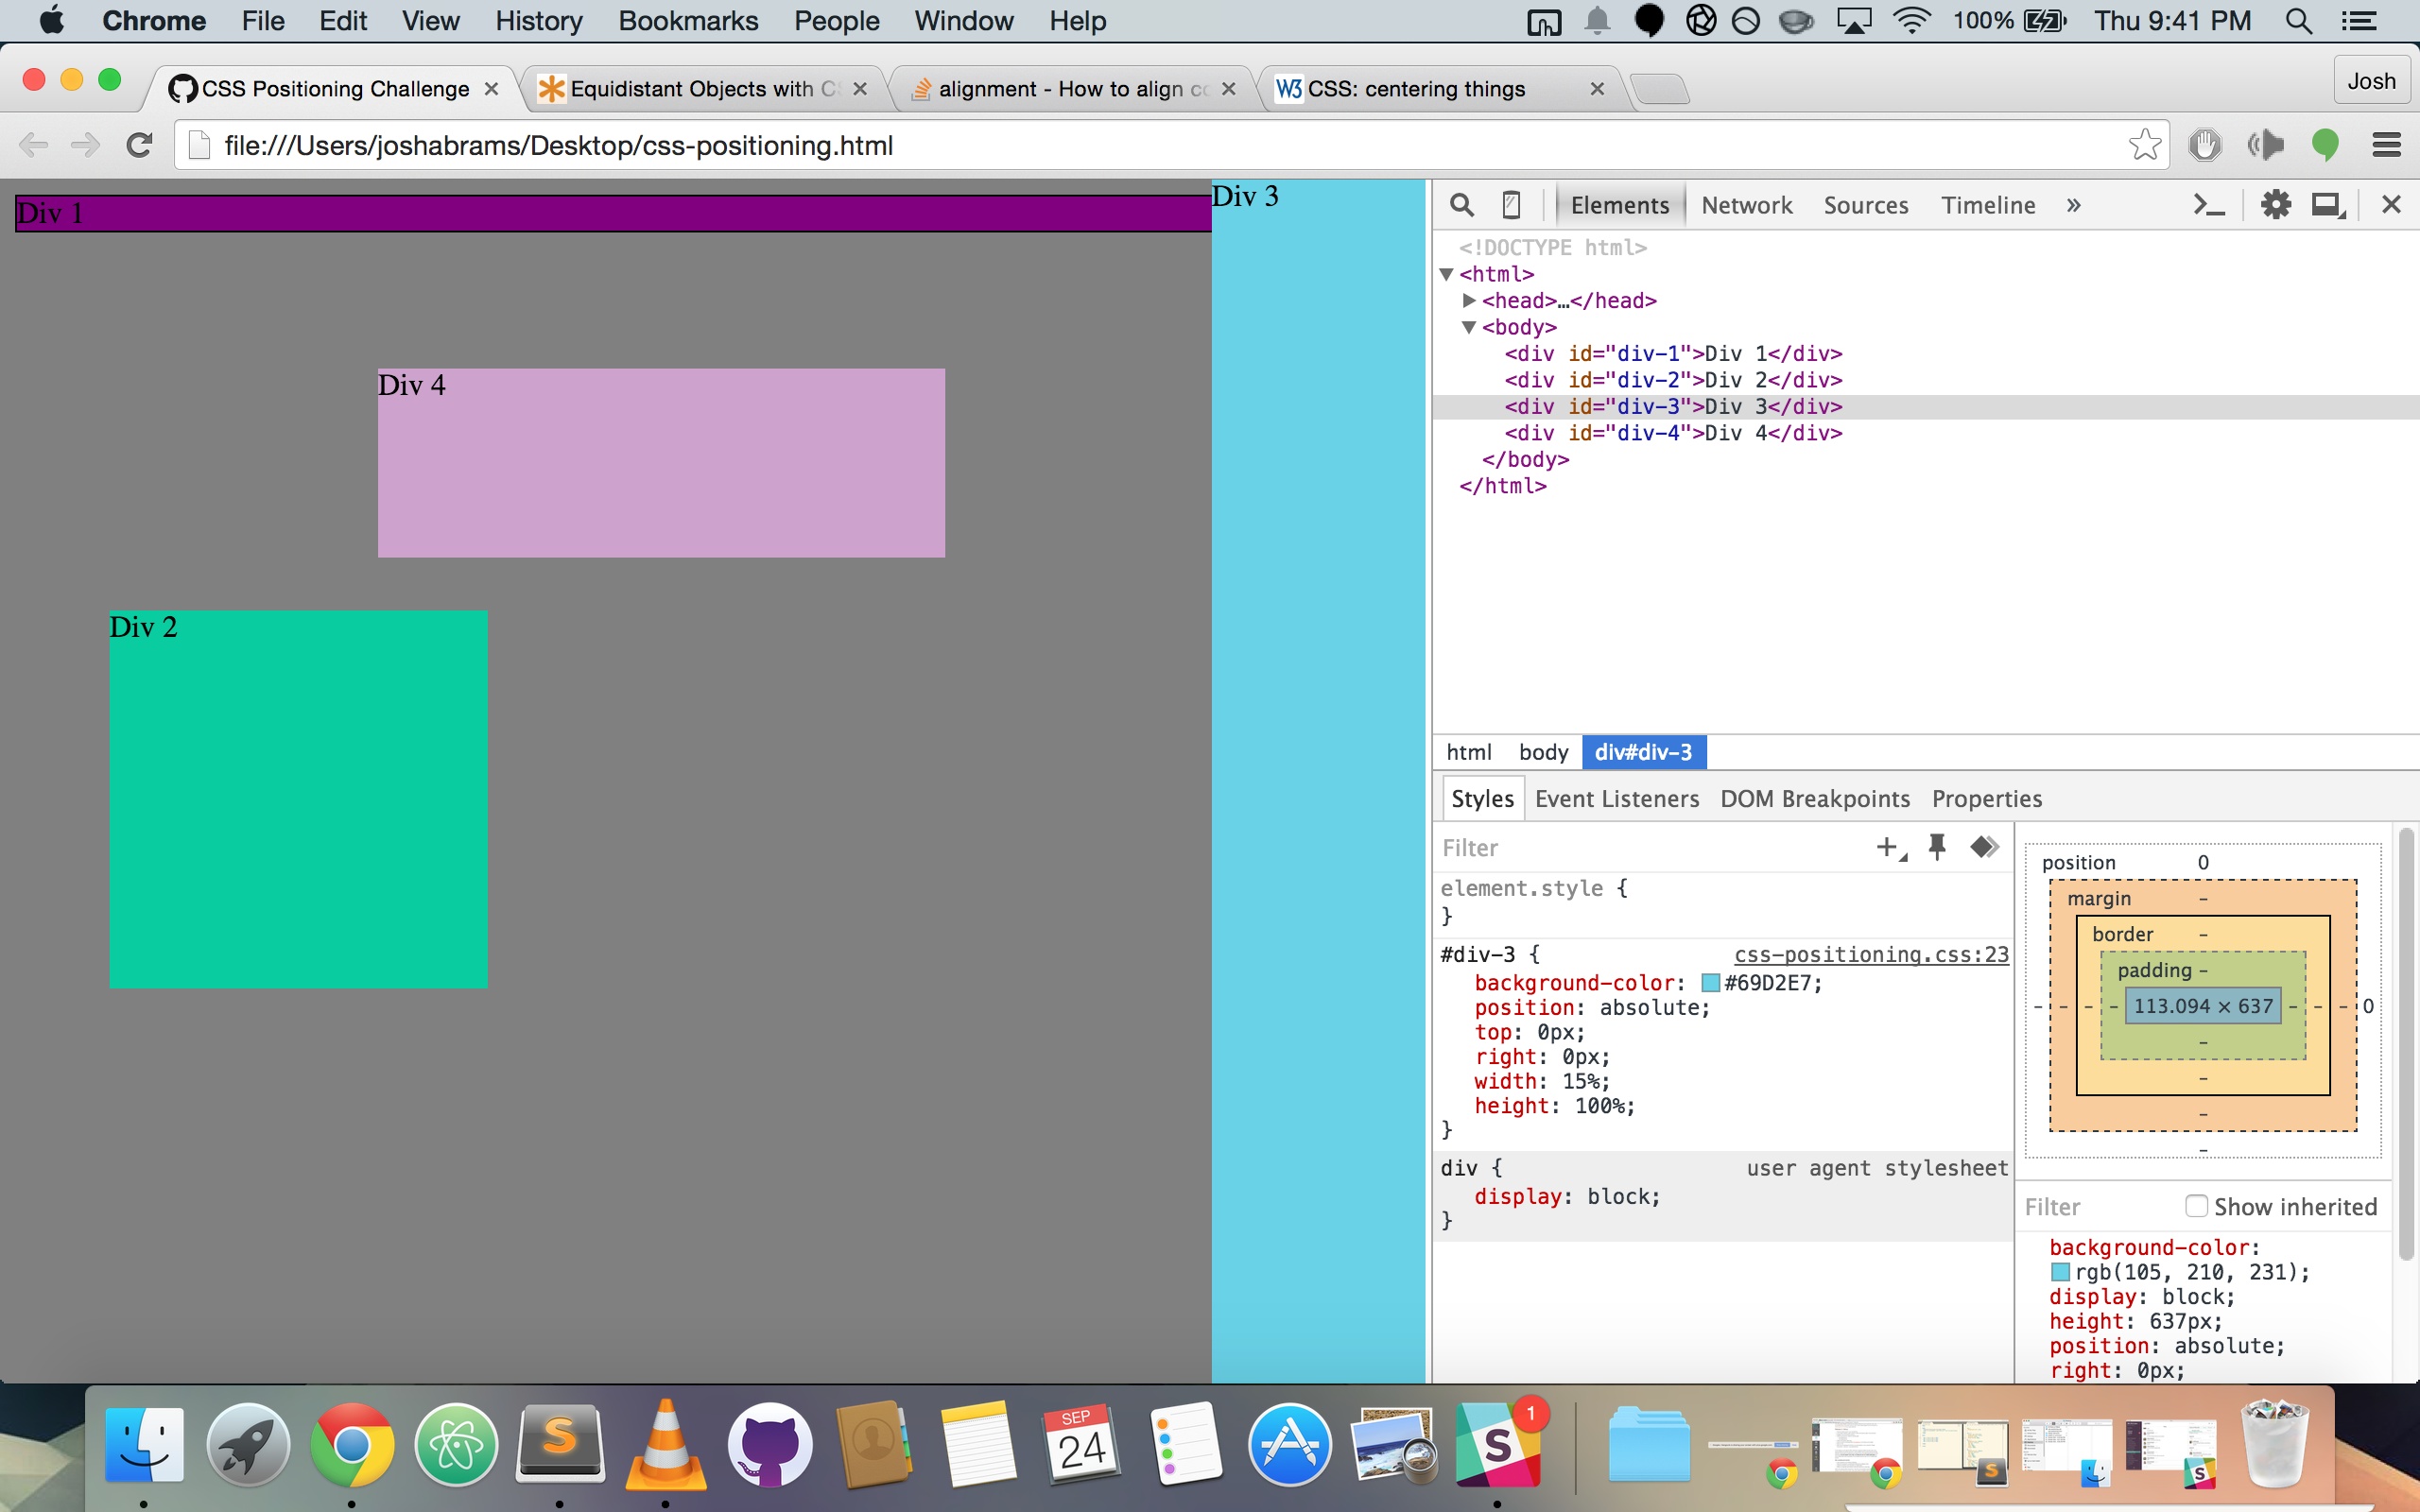 Chrome File Edit View History Bookmarks People Window Help 100% Thu 9:41 PM
CSS Positioning Challenge Equidistant Objects with CS alignment - How to align co W3 CSS: centering things Josh
file:///Users/joshabrams/Desktop/css-positioning.html
Div 1
Div 3
Div 4
Div 2
Elements Network Sources Timeline »
<!DOCTYPE html>
▼<html>
▶<head>…</head>
▼<body>
<div id="div-1">Div 1</div>
<div id="div-2">Div 2</div>
<div id="div-3">Div 3</div>
<div id="div-4">Div 4</div>
</body>
</html>
html body div#div-3
Styles Event Listeners DOM Breakpoints Properties
Filter
element.style {
}
#div-3 { css-positioning.css:23
background-color: #69D2E7;
position: absolute;
top: 0px;
right: 0px;
width: 15%;
height: 100%;
}
div { user agent stylesheet
display: block;
}
position 0
margin -
border -
padding -
- - - - 113.094 × 637 - - - 0
-
-
-
-
Filter Show inherited
background-color:
rgb(105, 210, 231);
display: block;
height: 637px;
position: absolute;
right: 0px;
SEP
24
S
S
1